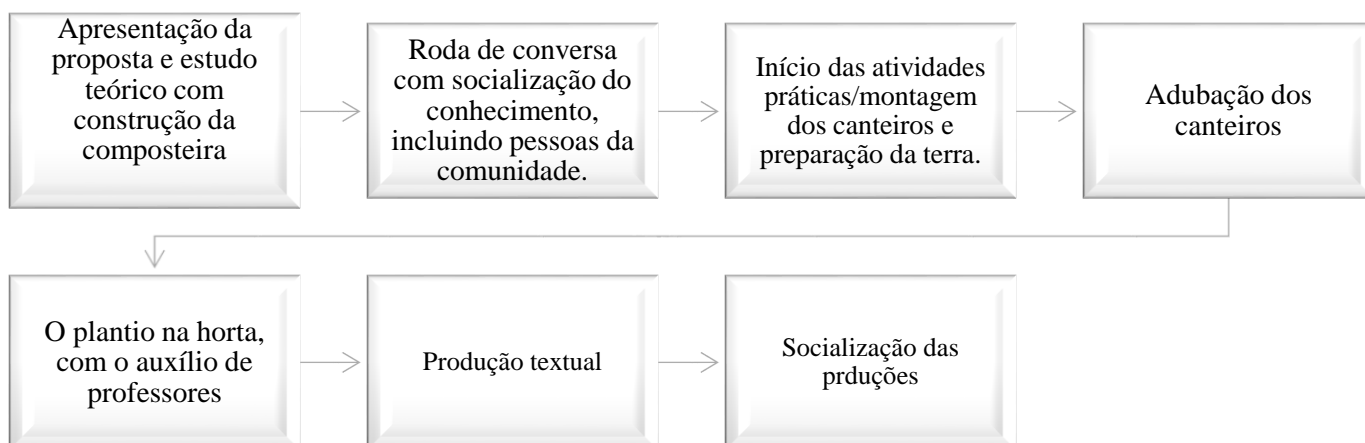 Apresentação da
proposta e estudo
teórico com
construção da
composteira
Roda de conversa
com socialização do
conhecimento,
incluindo pessoas da
comunidade.
Início das atividades
práticas/montagem
dos canteiros e
preparação da terra.
Adubação dos
canteiros
O plantio na horta,
com o auxílio de
professores
Produção textual
Socialização das
prduções